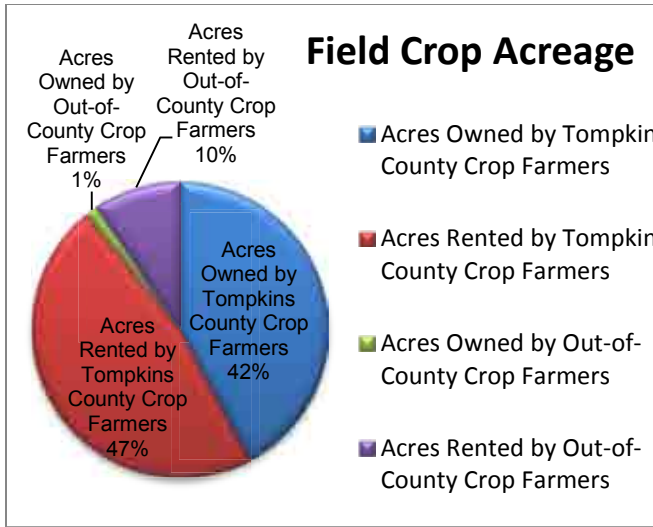 Field Crop Acreage
Acres
Owned by
Out-of-
County Crop
Farmers
1%
Acres
Rented by
Out-of-
County Crop
Farmers
10%
Acres
Owned by
Tompkins
County Crop
Farmers
42%
Acres
Rented by
Tompkins
County Crop
Farmers
47%
Acres Owned by Tompkin
County Crop Farmers
Acres Rented by Tompkin
County Crop Farmers
Acres Owned by Out-of-
County Crop Farmers
Acres Rented by Out-of-
County Crop Farmers